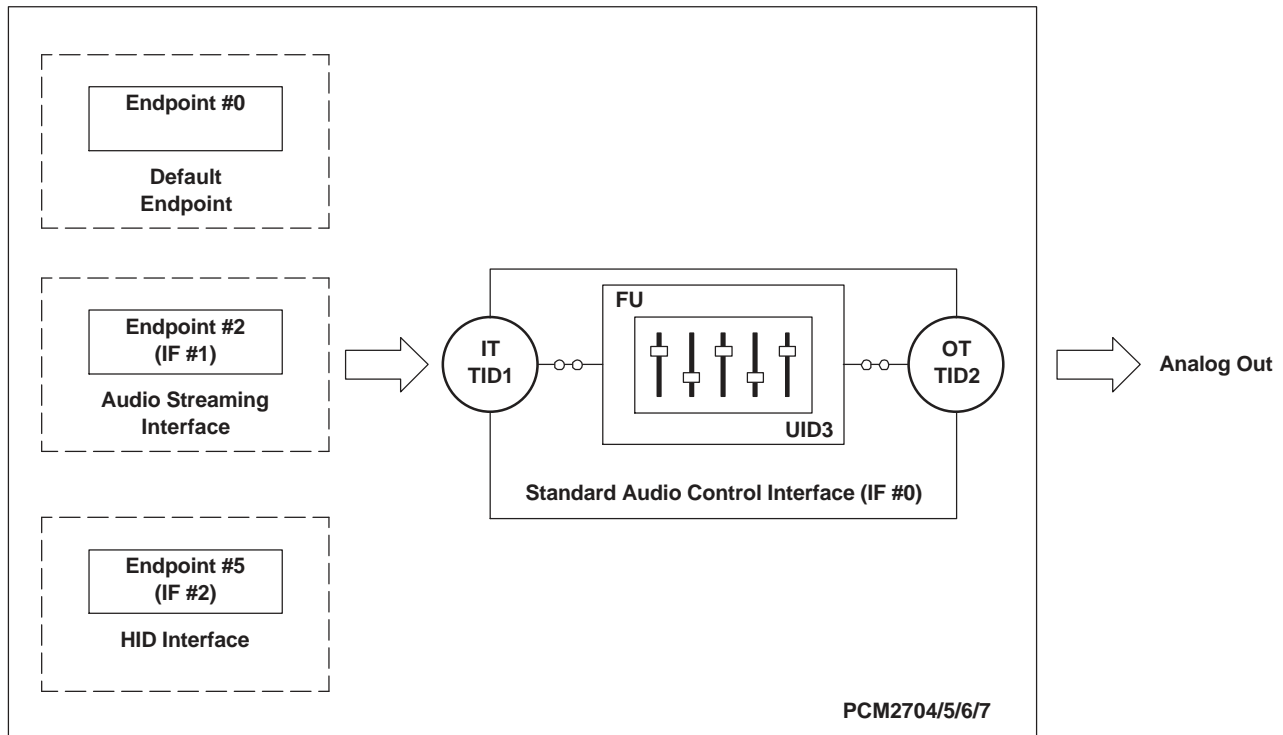 Endpoint #0
Default
Endpoint
Endpoint #2
(IF #1)
Audio Streaming
Interface
Endpoint #5
(IF #2)
HID Interface
IT
TID1
FU
UID3
OT
TID2
Standard Audio Control Interface (IF #0)
Analog Out
PCM2704/5/6/7